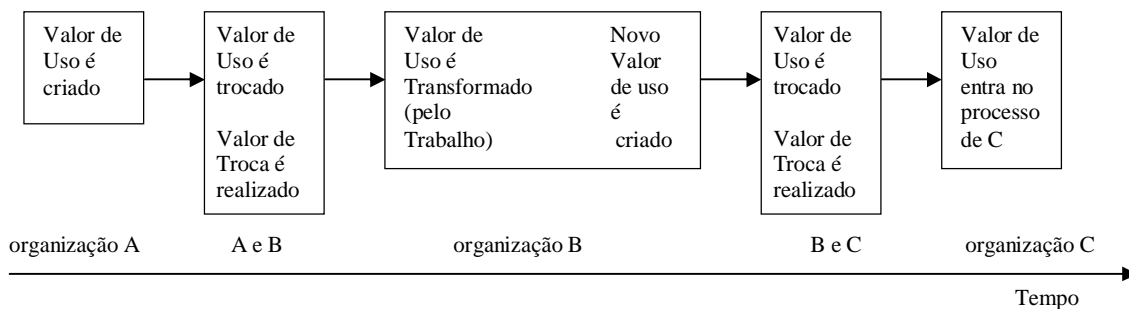 Valor de
Uso é
criado
Valor de
Uso é
trocado
Valor de
Troca é
realizado
Valor de
Uso é
Transformado
(pelo
Trabalho)
Novo
Valor
de uso
é
criado
Valor de
Uso é
trocado
Valor de
Troca é
realizado
Valor de
Uso
entra no
processo
de C
organização A
A e B
organização B
B e C
organização C
Tempo